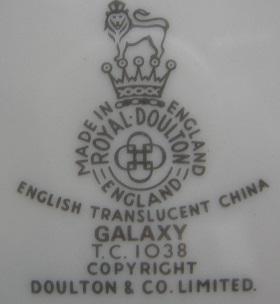 MADE IN ENGLAND
ROYAL·DOULTON
ENGLAND
ENGLISH TRANSLUCENT CHINA
GALAXY
T.C. 1038
COPYRIGHT
DOULTON & CO. LIMITED.